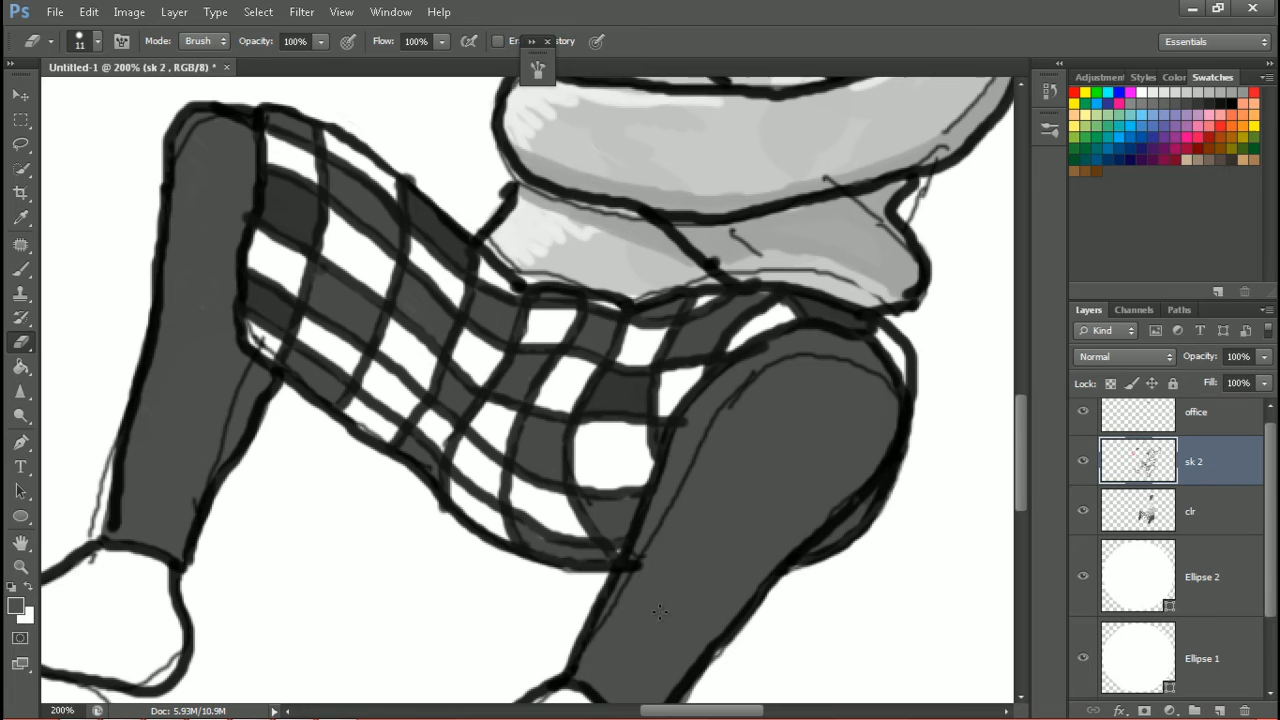 Ps File Edit Image Layer Type Select Filter View Window Help
11 Mode: Brush Opacity: 100% Flow: 100% Essentials
Untitled-1 @ 200% (sk 2 , RGB/8) *
Adjustment Styles Color Swatches
Layers Channels Paths
Kind
Normal Opacity: 100%
Lock: Fill: 100%
office
sk 2
clr
Ellipse 2
Ellipse 1
200% Doc: 5.93M/10.9M
fx